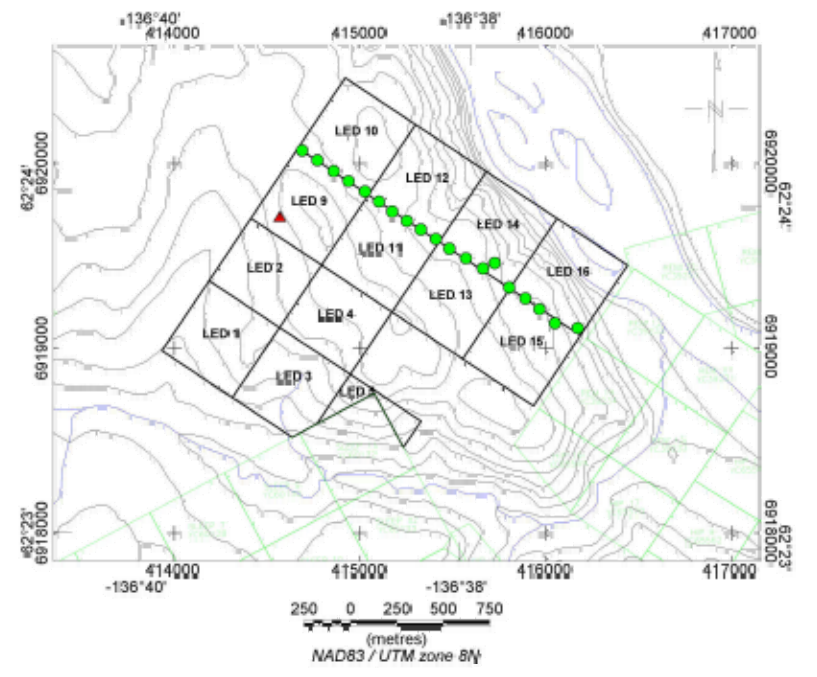 -136°40' -136°38'
414000 415000 416000 417000
6920000 62°24' 6920000 62°24'
LED 10
LED 12
LED 9
LED 14
LED 11
LED 2
LED 16
LED 13
LED 4
LED 1
LED 15
6919000 6919000
LED 3
62°23' 6918000 6918000 62°23'
414000 415000 416000 417000
-136°40' -136°38'
250 0 250 500 750
(metres)
NAD83 / UTM zone 8N